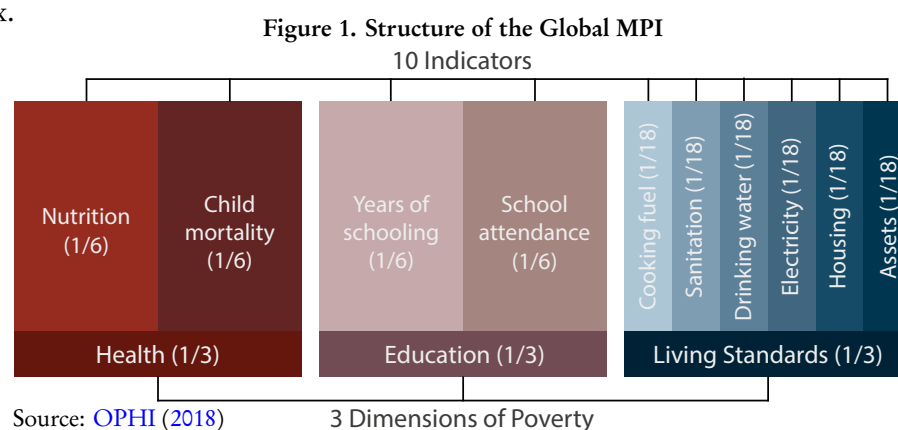 x.
Figure 1. Structure of the Global MPI
10 Indicators
Nutrition
(1/6)
Child
mortality
(1/6)
Years of
schooling
(1/6)
School
attendance
(1/6)
Cooking fuel (1/18)
Sanitation (1/18)
Drinking water (1/18)
Electricity (1/18)
Housing (1/18)
Assets (1/18)
Health (1/3)
Education (1/3)
Living Standards (1/3)
3 Dimensions of Poverty
Source: OPHI (2018)